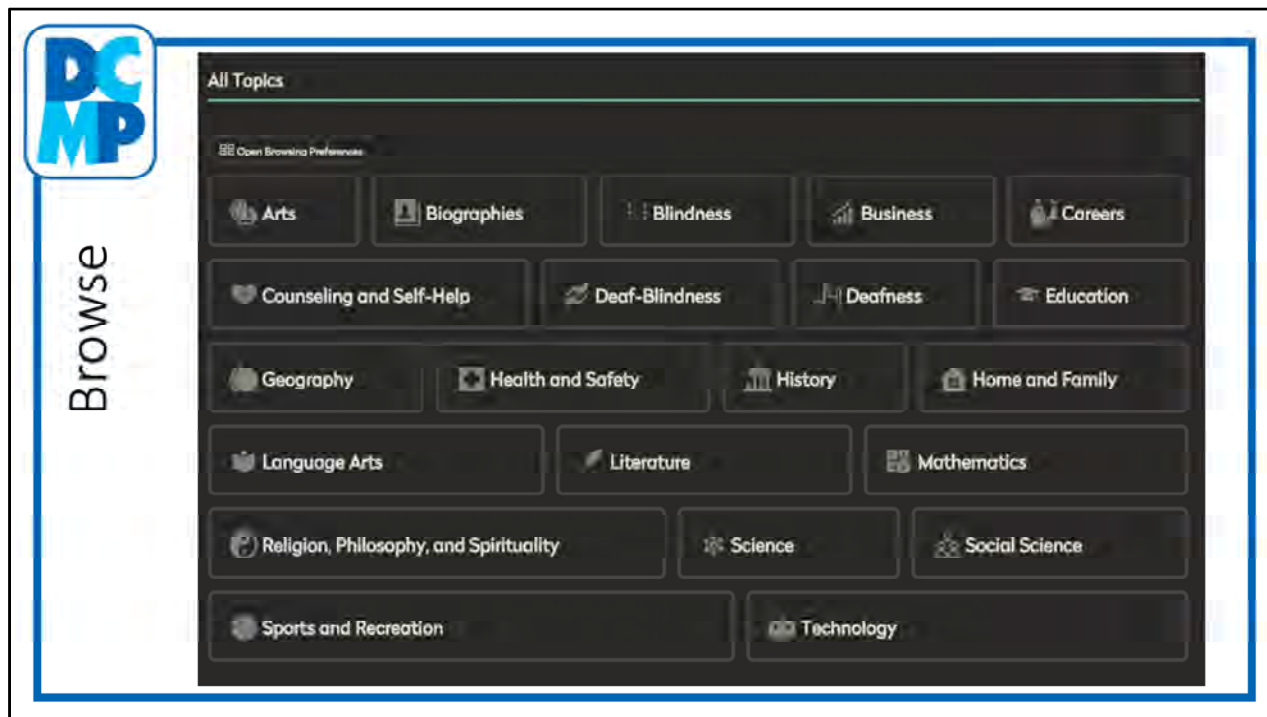 DC
MP
Browse
All Topics
Open Browsing Preferences
Arts Biographies Blindness Business Careers
Counseling and Self-Help Deaf-Blindness Deafness Education
Geography Health and Safety History Home and Family
Language Arts Literature Mathematics
Religion, Philosophy, and Spirituality Science Social Science
Sports and Recreation Technology